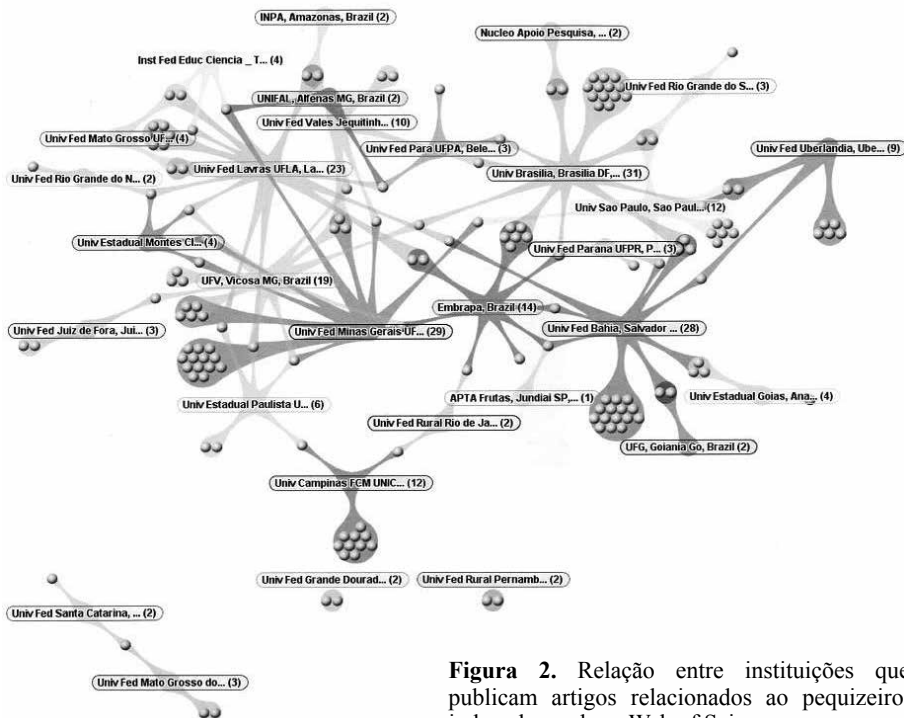 INPA, Amazonas, Brazil (2)
Nucleo Apoio Pesquisa, ... (2)
Inst Fed Educ Ciencia _ T... (4)
UNIFAL, Alfenas MG, Brazil (2)
Univ Fed Rio Grande do S... (3)
Univ Fed Vales Jequitinh... (10)
Univ Fed Mato Grosso UF... (4)
Univ Fed Para UFPA, Bele... (3)
Univ Fed Uberlandia, Ube... (9)
Univ Fed Lavras UFLA, La... (23)
Univ Brasilia, Brasilia DF,... (31)
Univ Fed Rio Grande do N... (2)
Univ Sao Paulo, Sao Paul... (12)
Univ Estadual Montes Cl... (4)
Univ Fed Parana UFPR, P... (3)
UFV, Vicosa MG, Brazil (19)
Embrapa, Brazil (14)
Univ Fed Juiz de Fora, Jui... (3)
Univ Fed Minas Gerais UF... (29)
Univ Fed Bahia, Salvador ... (28)
Univ Estadual Paulista U... (6)
APTA Frutas, Jundiai SP,... (1)
Univ Estadual Goias, Ana... (4)
Univ Fed Rural Rio de Ja... (2)
UFG, Goiania Go, Brazil (2)
Univ Campinas FCM UNIC... (12)
Univ Fed Grande Dourad... (2)
Univ Fed Rural Pernamb... (2)
Univ Fed Santa Catarina, ... (2)
Univ Fed Mato Grosso do... (3)
Figura 2. Relação entre instituições que
publicam artigos relacionados ao pequizeiro